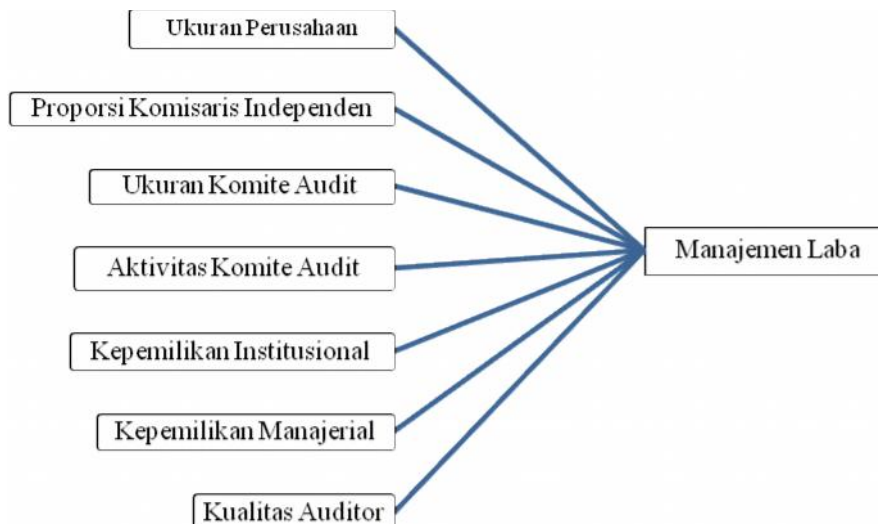 Ukuran Perusahaan
Proporsi Komisaris Independen
Ukuran Komite Audit
Aktivitas Komite Audit
Kepemilikan Institusional
Kepemilikan Manajerial
Kualitas Auditor
Manajemen Laba